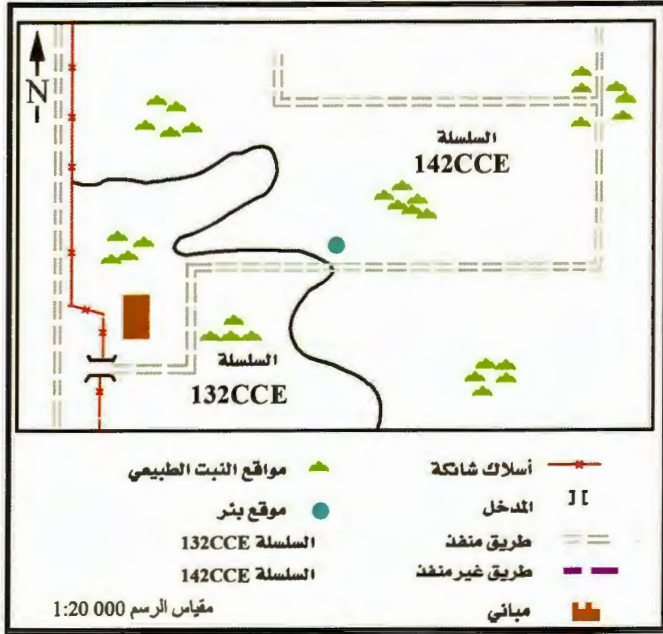 N
السلسلة
142CCE
السلسلة
132CCE
أسلاك شائكة
المدخل
طريق منفذ
طريق غير منفذ
مباني
مواقع النبت الطبيعي
موقع بئر
السلسلة 132CCE
السلسلة 142CCE
مقياس الرسم 1:20 000